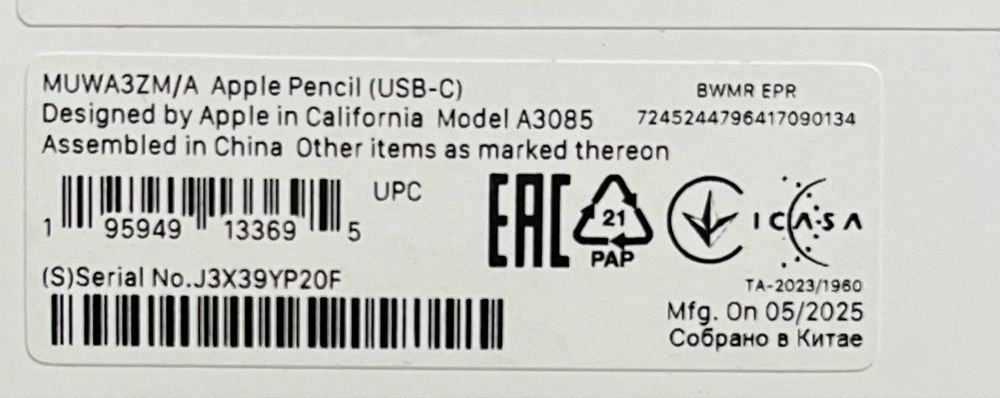 MUWA3ZM/A Apple Pencil (USB-C)
Designed by Apple in California Model A3085
Assembled in China Other items as marked thereon
BWMR EPR
7245244796417090134
UPC
1 95949 13369 5
EAC
21
PAP
ICASA
(S)Serial No.J3X39YP20F
TA-2023/1960
Mfg. On 05/2025
Собрано в Китае